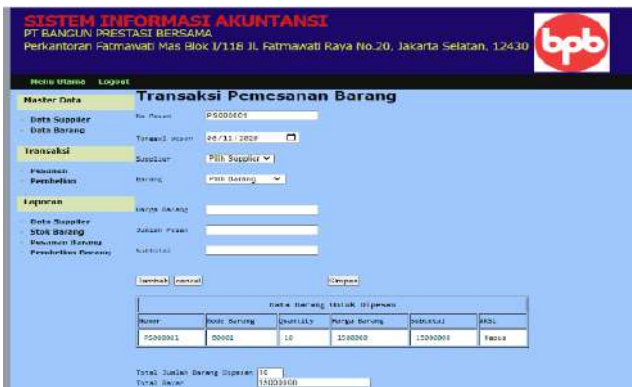 SISTEM INFORMASI AKUNTANSI
PT BANGUN PRESTASI BERSAMA
Perkantoran Fatmawati Mas Blok I/118 Jl. Fatmawati Raya No.20, Jakarta Selatan, 12430
bpb
Menu Utama Logout
Master Data
Data Supplier
Data Barang
Transaksi
Pesanan
Pembelian
Laporan
Data Supplier
Stok Barang
Pesanan Barang
Pembelian Barang
Transaksi Pemesanan Barang
No Pesan PS000001
Tanggal pesan
Supplier Pilih Supplier
Barang Pilih Barang
Harga Barang
Jumlah Pesan
Subtotal
Tambah cancel Simpan
Data Barang Untuk Dipesan
Nomor Kode Barang Quantity Harga Barang Subtotal AKSI
PS000001 B0001 10 1500000 15000000 Hapus
Total Jumlah Barang Dipesan 10
Total Bayar 15000000